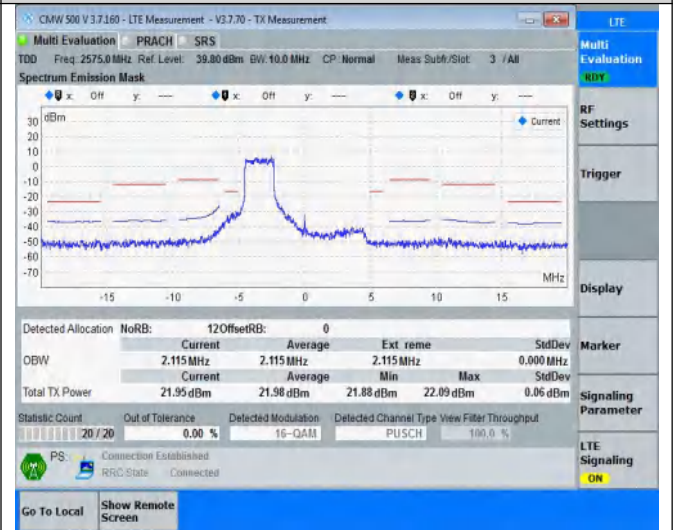 CMW 500 V 3.7.160 - LTE Measurement - V3.7.70 - TX Measurement
LTE
Multi Evaluation PRACH SRS
TDD Freq: 2575.0 MHz Ref. Level: 39.80 dBm BW: 10.0 MHz CP: Normal Meas Subfr./Slot: 3 / All
Spectrum Emission Mask
x: Off y: --- x: Off y: --- x: Off y: ---
dBm
Current
30
20
10
0
-10
-20
-30
-40
-50
-60
-70
MHz
-15 -10 -5 0 5 10 15
Detected Allocation NoRB: 12 OffsetRB: 0
Current Average Extreme StdDev
OBW 2.115 MHz 2.115 MHz 2.115 MHz 0.000 MHz
Current Average Min Max StdDev
Total TX Power 21.95 dBm 21.98 dBm 21.88 dBm 22.09 dBm 0.06 dBm
Statistic Count Out of Tolerance Detected Modulation Detected Channel Type View Filter Throughput
20 / 20 0.00 % 16-QAM PUSCH 100.0 %
PS: Connection Established
RRC State Connected
Multi
Evaluation
RDY
RF
Settings
Trigger
Display
Marker
Signaling
Parameter
LTE
Signaling
ON
Go To Local
Show Remote
Screen